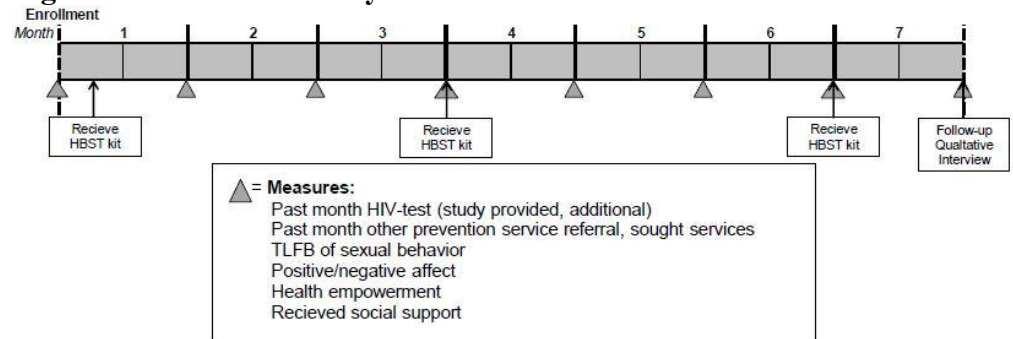 Enrollment
Month 1 2 3 4 5 6 7
Recieve
HBST kit
Recieve
HBST kit
Recieve
HBST kit
Follow-up
Qualtative
Interview
= Measures:
Past month HIV-test (study provided, additional)
Past month other prevention service referral, sought services
TLFB of sexual behavior
Positive/negative affect
Health empowerment
Recieved social support